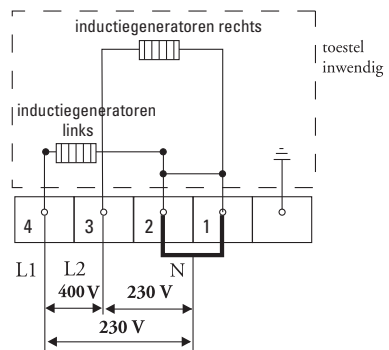 inductiegeneratoren rechts
toestel
inwendig
inductiegeneratoren
links
4 3 2 1
L1 L2 N
400 V 230 V
230 V